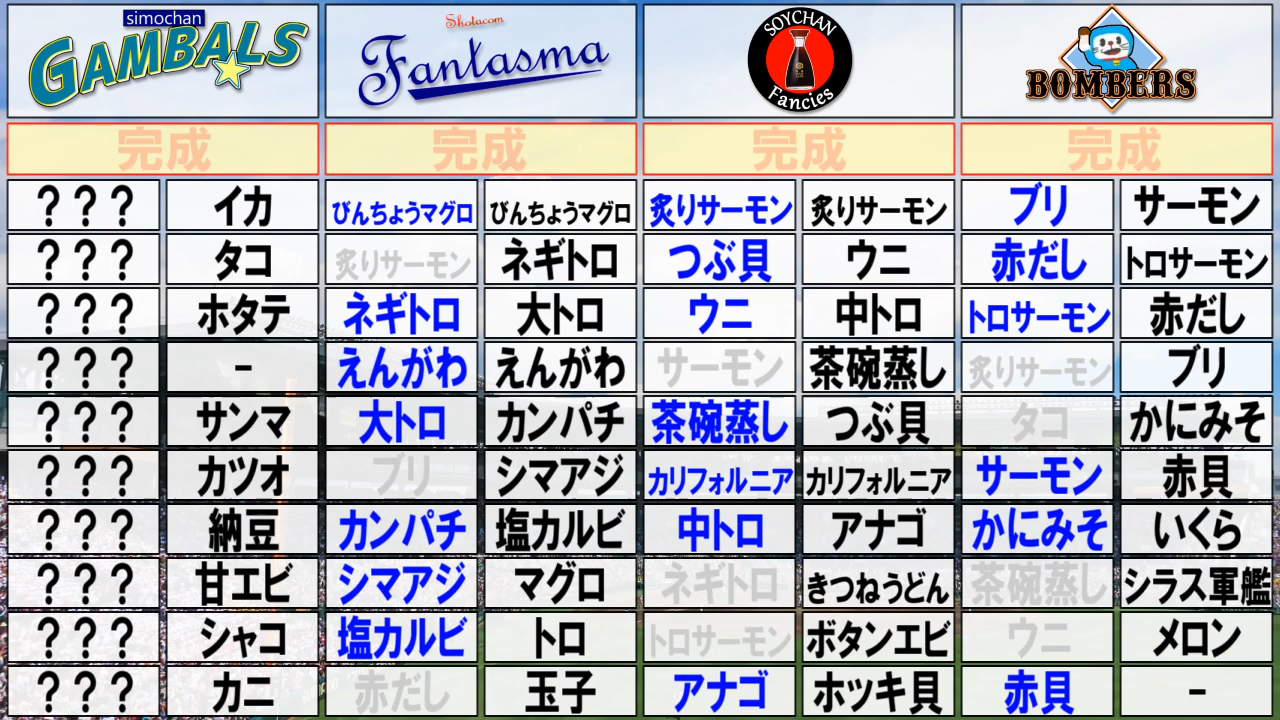 simochan
GAMBALS
Shotacom
Fantasma
SOYCHAN
Fancies
BOMBERS
完成 完成 完成 完成
??? イカ びんちょうマグロ びんちょうマグロ 炙りサーモン 炙りサーモン ブリ サーモン
??? タコ 炙りサーモン ネギトロ つぶ貝 ウニ 赤だし トロサーモン
??? ホタテ ネギトロ 大トロ ウニ 中トロ トロサーモン 赤だし
??? - えんがわ えんがわ サーモン 茶碗蒸し 炙りサーモン ブリ
??? サンマ 大トロ カンパチ 茶碗蒸し つぶ貝 タコ かにみそ
??? カツオ ブリ シマアジ カリフォルニア カリフォルニア サーモン 赤貝
??? 納豆 カンパチ 塩カルビ 中トロ アナゴ かにみそ いくら
??? 甘エビ シマアジ マグロ ネギトロ きつねうどん 茶碗蒸し シラス軍艦
??? シャコ 塩カルビ トロ トロサーモン ボタンエビ ウニ メロン
??? カニ 赤だし 玉子 アナゴ ホッキ貝 赤貝 -